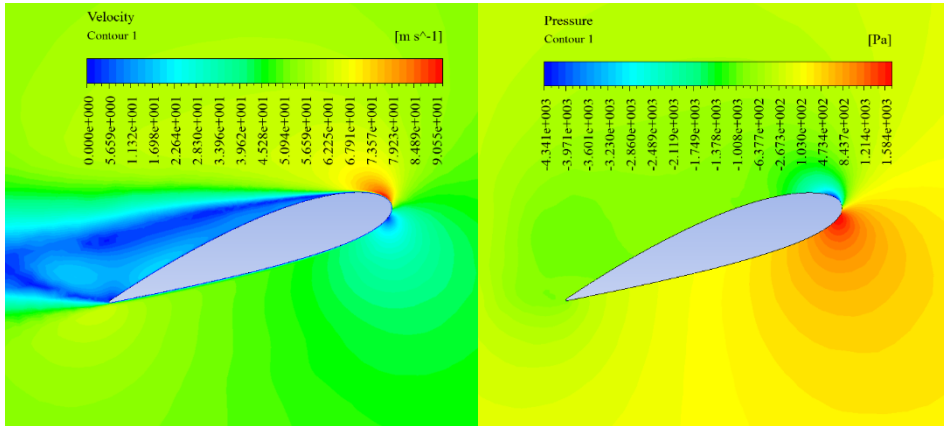 Velocity
Contour 1
[m s^-1]
0.000e+000
5.659e+000
1.132e+001
1.698e+001
2.264e+001
2.830e+001
3.396e+001
3.962e+001
4.528e+001
5.094e+001
5.659e+001
6.225e+001
6.791e+001
7.357e+001
7.923e+001
8.489e+001
9.055e+001
Pressure
Contour 1
[Pa]
-4.341e+003
-3.971e+003
-3.601e+003
-3.230e+003
-2.860e+003
-2.489e+003
-2.119e+003
-1.749e+003
-1.378e+003
-1.008e+003
-6.377e+002
-2.673e+002
1.030e+002
4.734e+002
8.437e+002
1.214e+003
1.584e+003